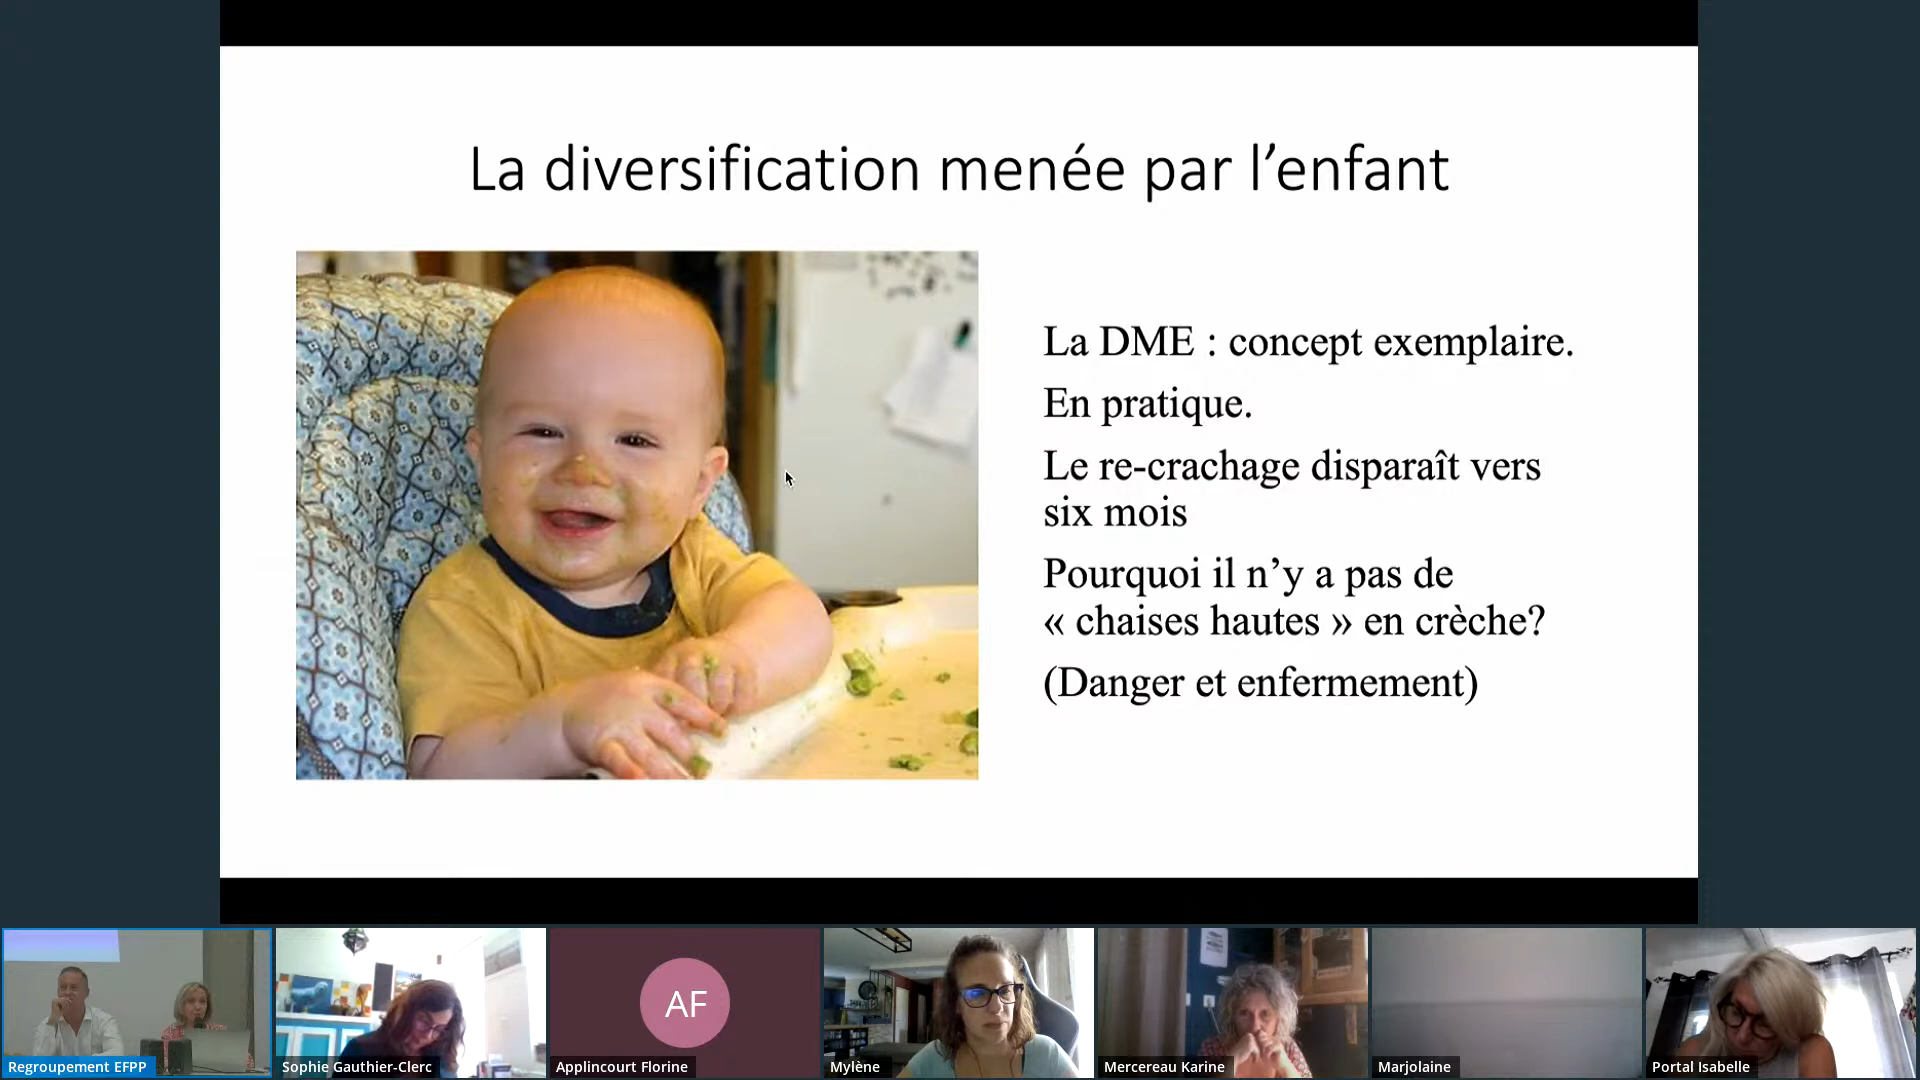 La diversification menée par l’enfant
La DME : concept exemplaire.
En pratique.
Le re-crachage disparaît vers
six mois
Pourquoi il n’y a pas de
« chaises hautes » en crèche?
(Danger et enfermement)
AF
Regroupement EFPP
Sophie Gauthier-Clerc
Applincourt Florine
Mylène
Mercereau Karine
Marjolaine
Portal Isabelle